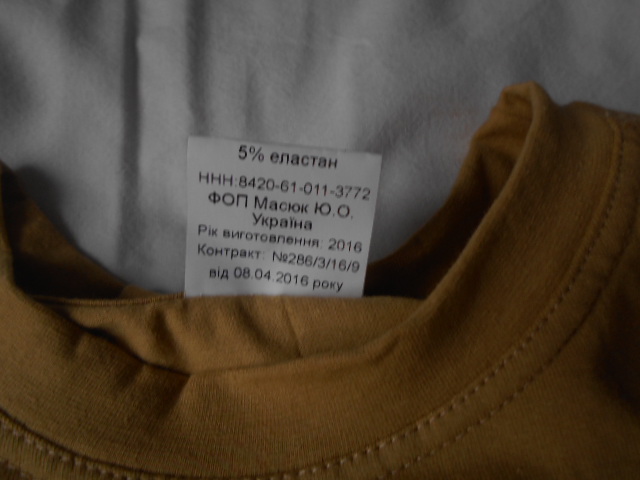 5% еластан
ННН:8420-61-011-3772
ФОП Масюк Ю.О.
Україна
Рік виготовлення: 2016
Контракт: №286/3/16/9
від 08.04.2016 року